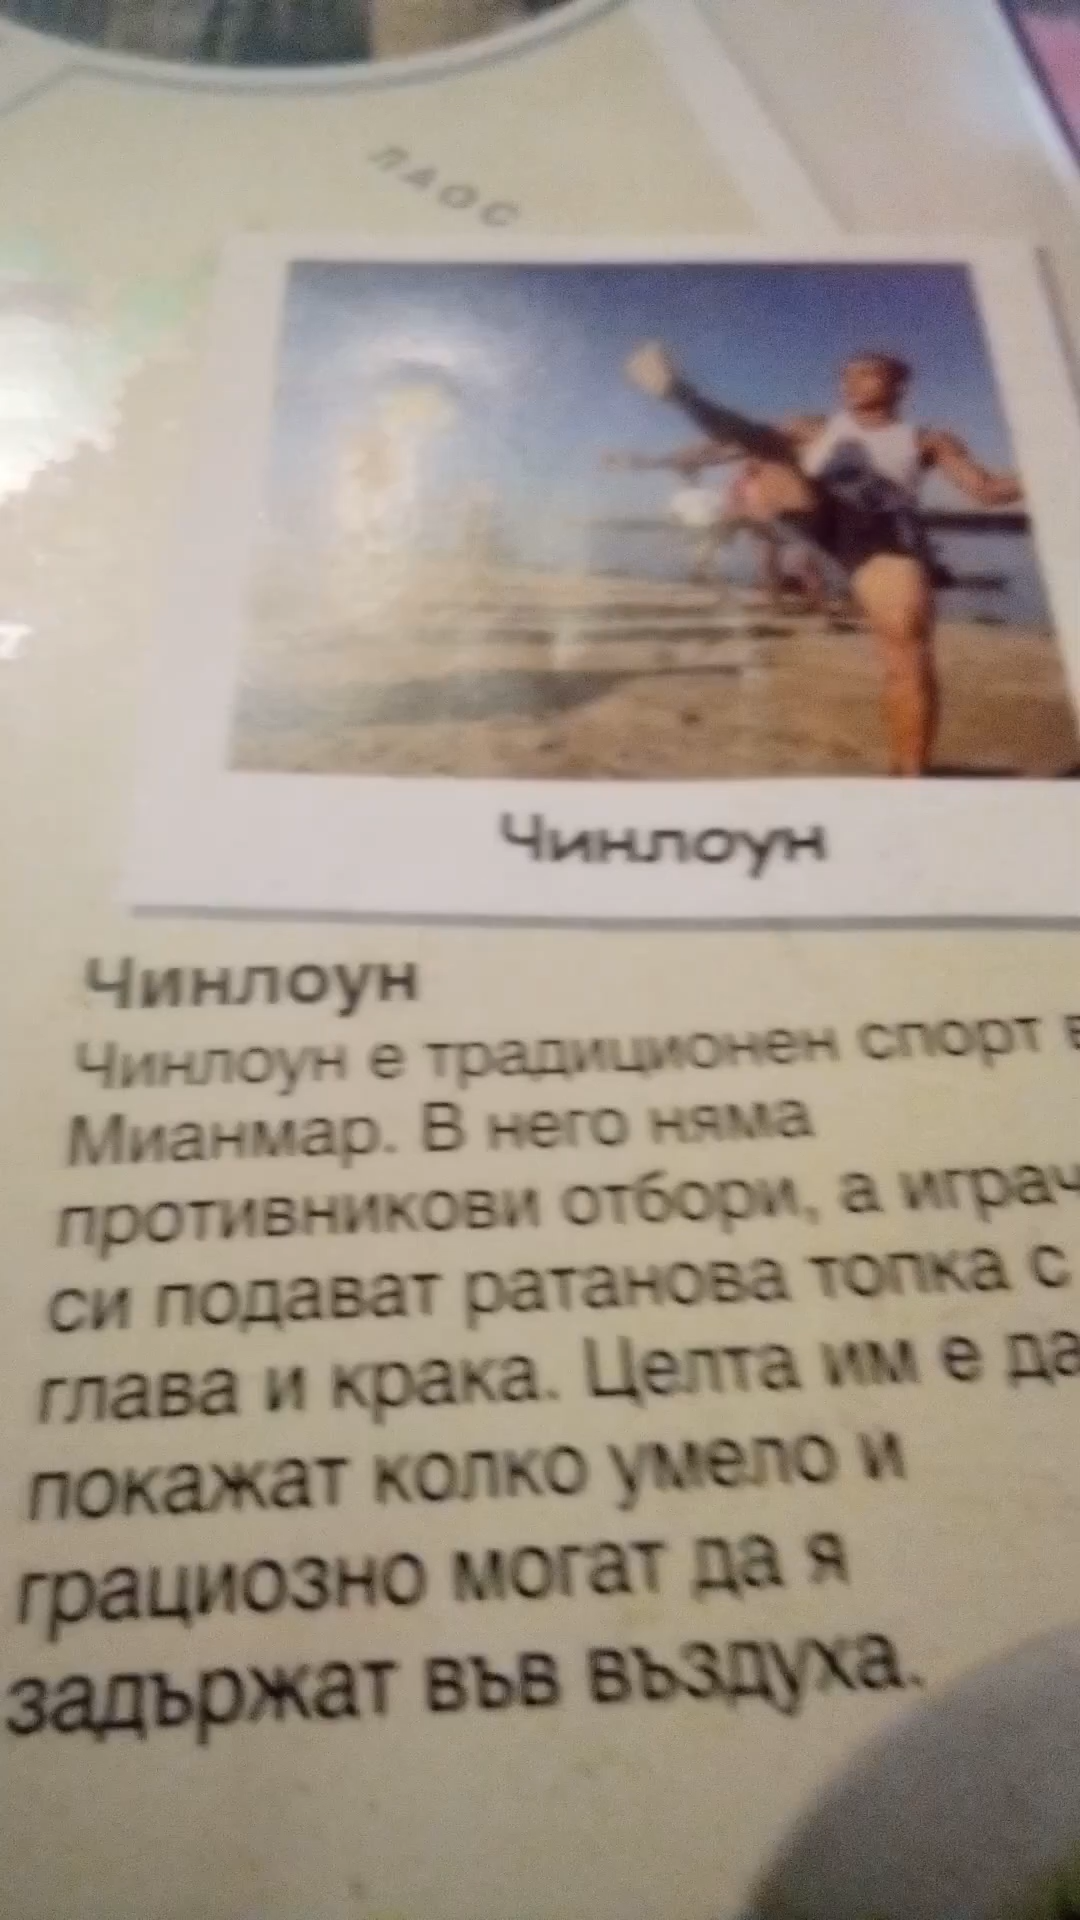 ЛАОС
Чинлоун
Чинлоун
Чинлоун е традиционен спорт в
Мианмар. В него няма
противникови отбори, а играч
си подават ратанова топка с
глава и крака. Целта им е да
покажат колко умело и
грациозно могат да я
задържат във въздуха.